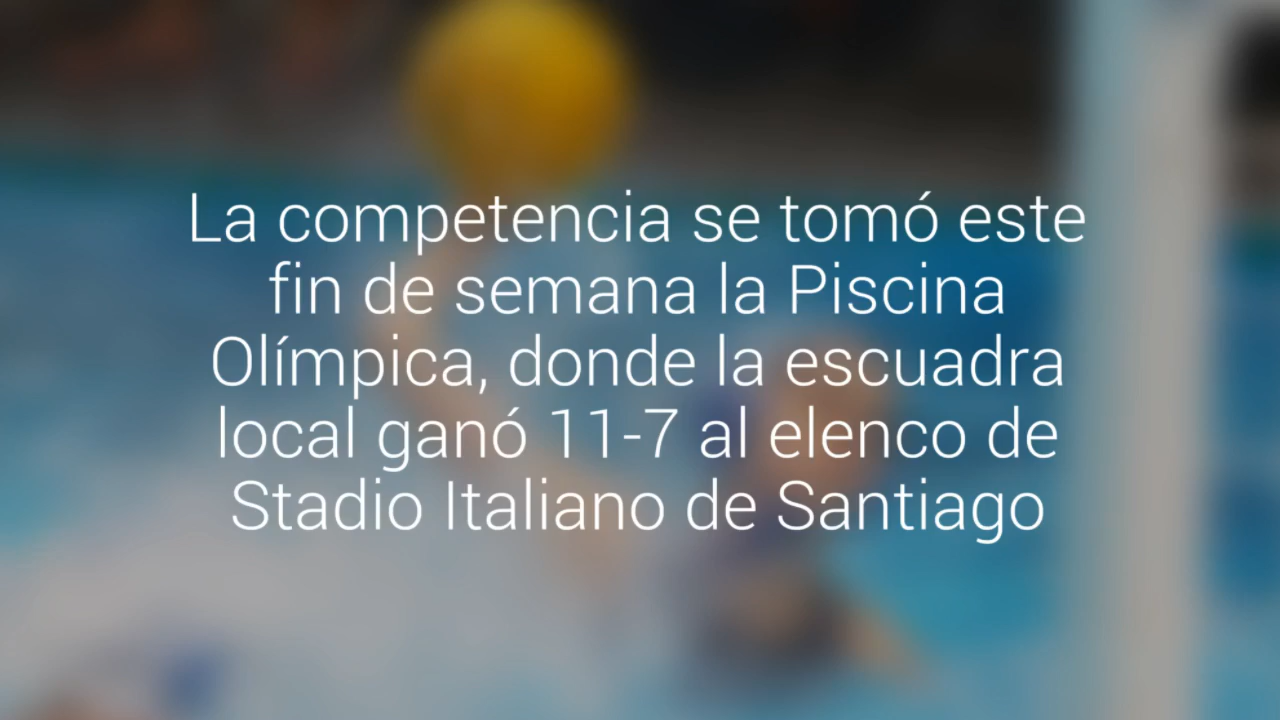 La competencia se tomó este
fin de semana la Piscina
Olímpica, donde la escuadra
local ganó 11-7 al elenco de
Stadio Italiano de Santiago